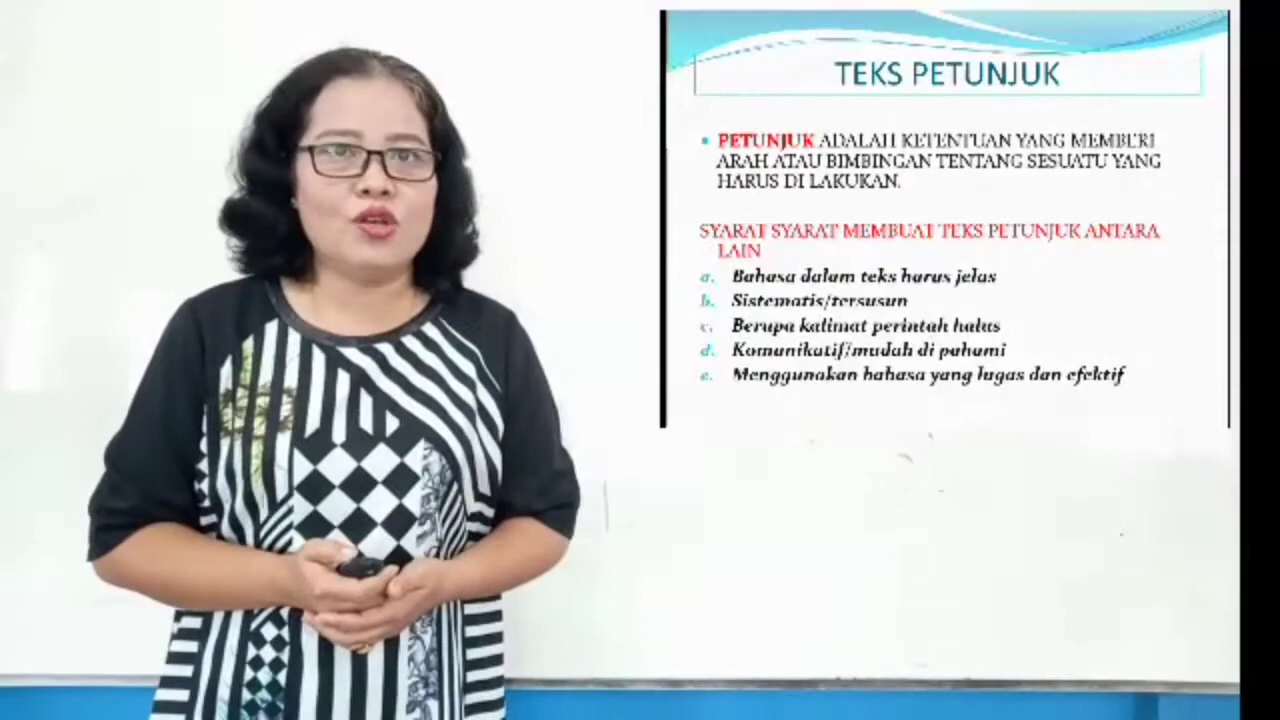 TEKS PETUNJUK
• PETUNJUK ADALAH KETENTUAN YANG MEMBERI
ARAH ATAU BIMBINGAN TENTANG SESUATU YANG
HARUS DI LAKUKAN.
SYARAT SYARAT MEMBUAT TEKS PETUNJUK ANTARA
LAIN
a. Bahasa dalam teks harus jelas
b. Sistematis/tersusun
c. Berupa kalimat perintah halus
d. Komunikatif/mudah di pahami
e. Menggunakan bahasa yang lugas dan efektif